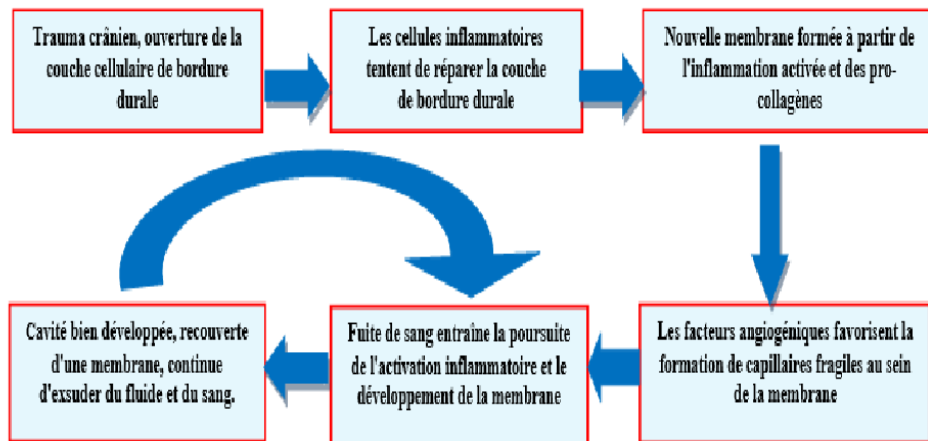 Trauma crânien, ouverture de la
couche cellulaire de bordure
durale
Les cellules inflammatoires
tentent de réparer la couche
de bordure durale
Nouvelle membrane formée à partir de
l'inflammation activée et des pro-
collagènes
Les facteurs angiogéniques favorisent la
formation de capillaires fragiles au sein
de la membrane
Fuite de sang entraîne la poursuite
de l'activation inflammatoire et le
développement de la membrane
Cavité bien développée, recouverte
d'une membrane, continue
d'exsuder du fluide et du sang.